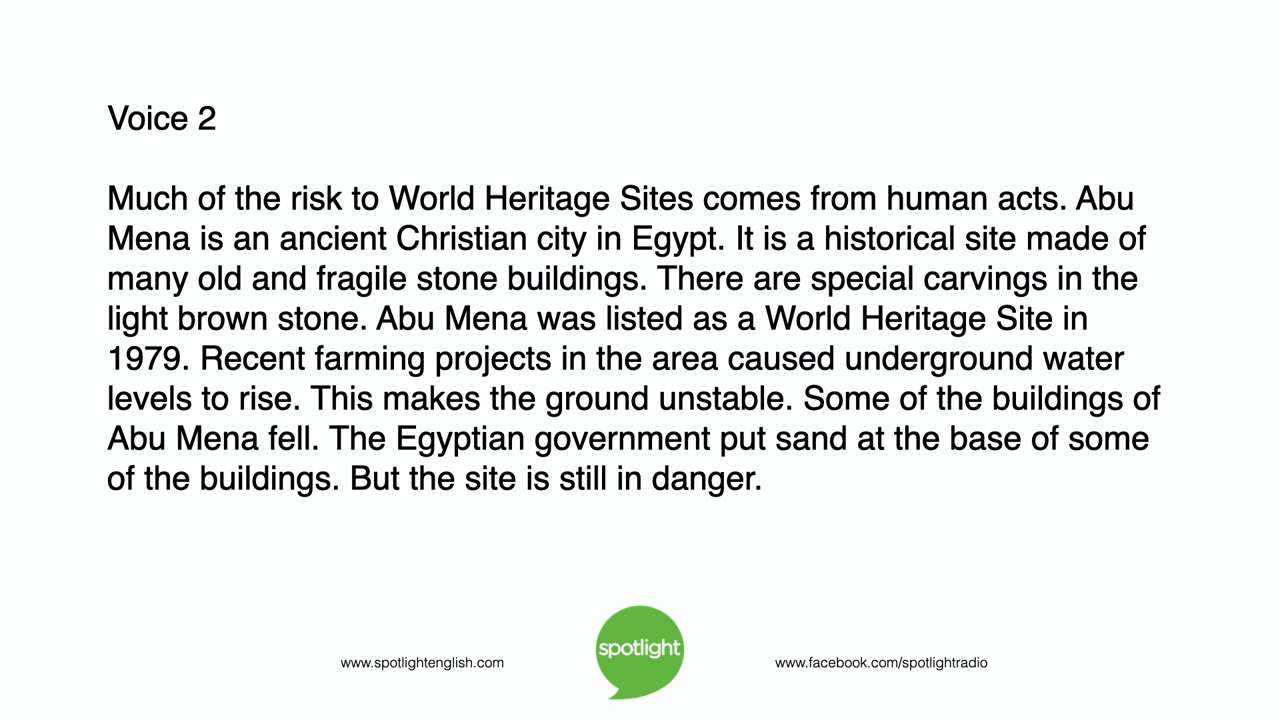 Voice 2
Much of the risk to World Heritage Sites comes from human acts. Abu
Mena is an ancient Christian city in Egypt. It is a historical site made of
many old and fragile stone buildings. There are special carvings in the
light brown stone. Abu Mena was listed as a World Heritage Site in
1979. Recent farming projects in the area caused underground water
levels to rise. This makes the ground unstable. Some of the buildings of
Abu Mena fell. The Egyptian government put sand at the base of some
of the buildings. But the site is still in danger.
spotlight
www.spotlightenglish.com
www.facebook.com/spotlightradio